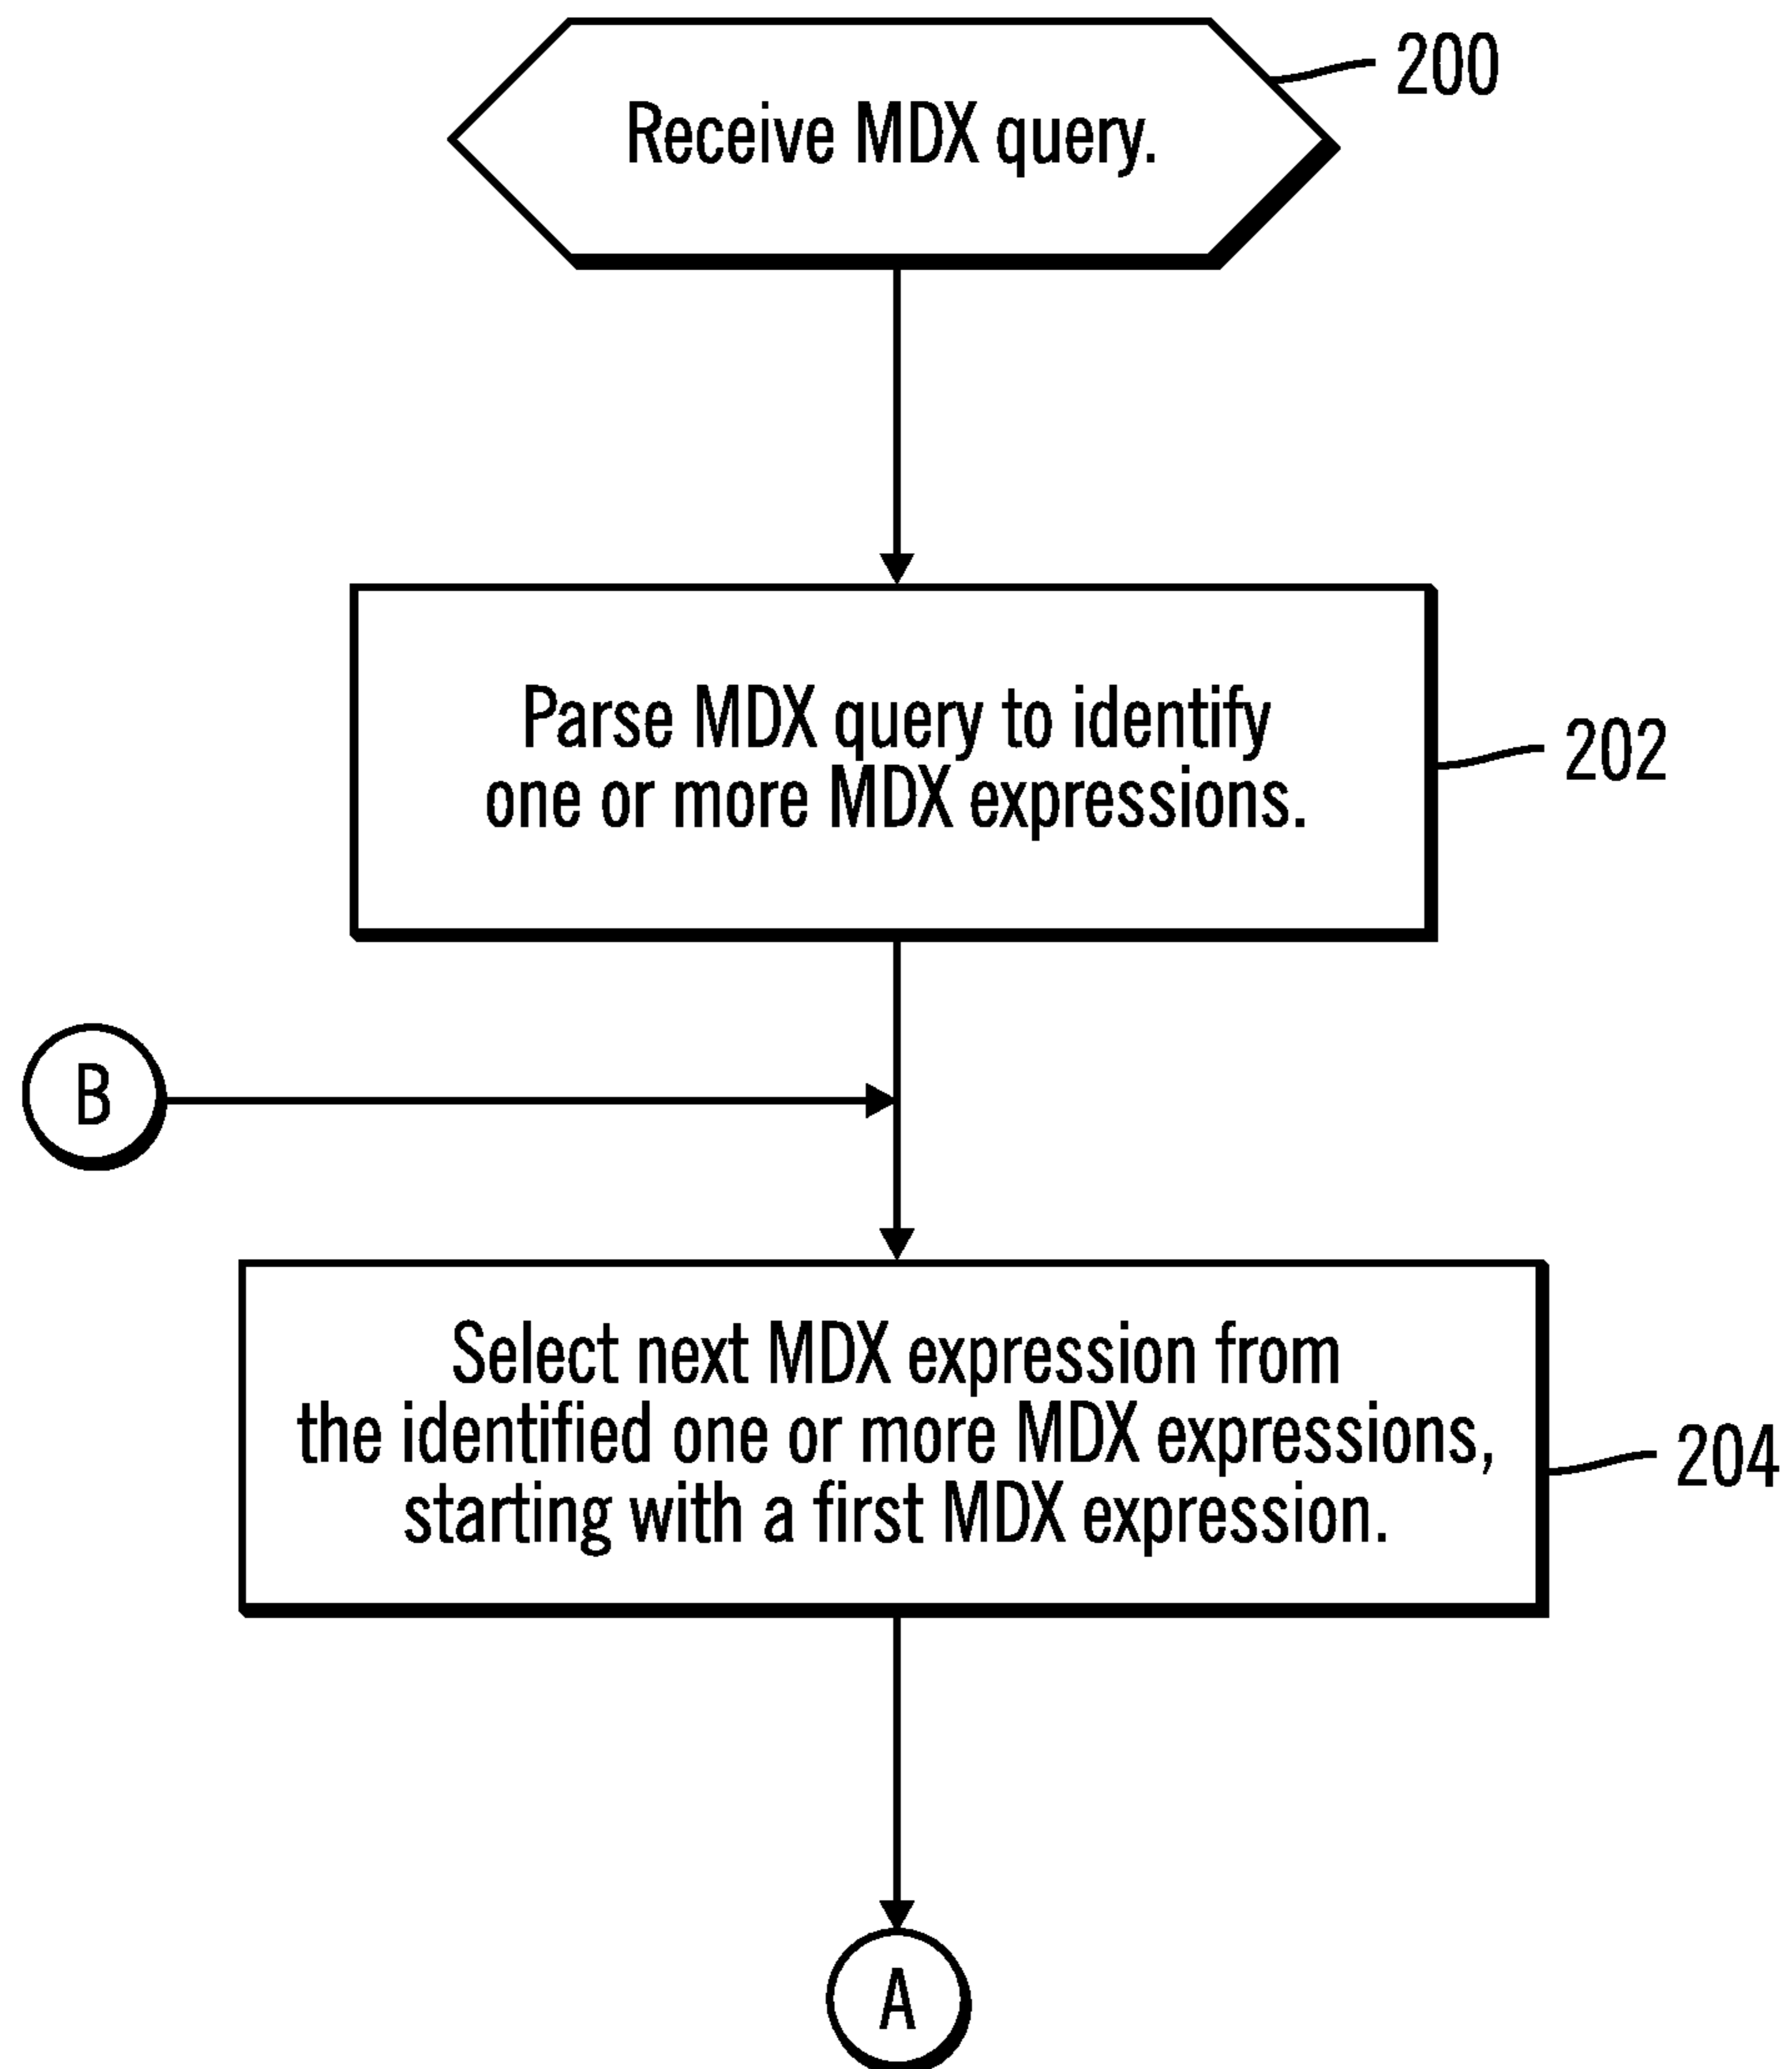 Receive MDX query.
200
Parse MDX query to identify
one or more MDX expressions.
202
B
Select next MDX expression from
the identified one or more MDX expressions,
starting with a first MDX expression.
204
A